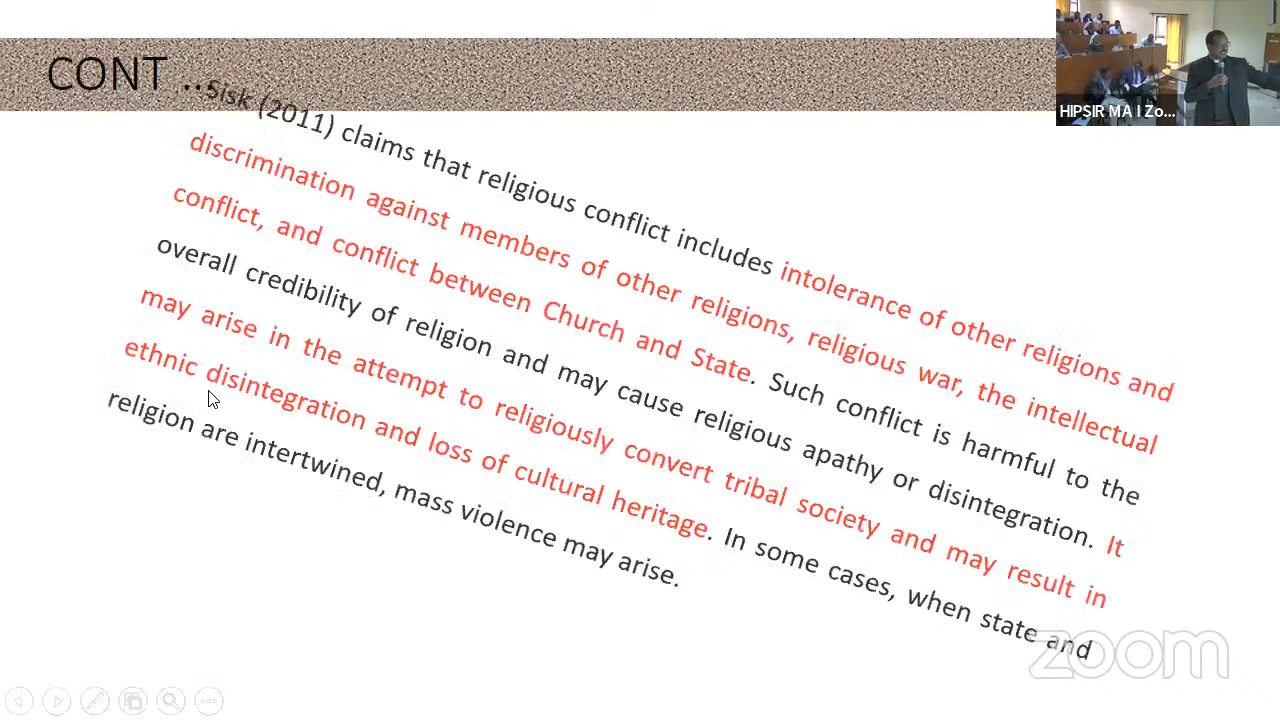 CONT ..
Sisk (2011) claims that religious conflict includes intolerance of other religions and
discrimination against members of other religions, religious war, the intellectual
conflict, and conflict between Church and State. Such conflict is harmful to the
overall credibility of religion and may cause religious apathy or disintegration. It
may arise in the attempt to religiously convert tribal society and may result in
ethnic disintegration and loss of cultural heritage. In some cases, when state and
religion are intertwined, mass violence may arise.
HIPSIR MA I Zo...
zoom